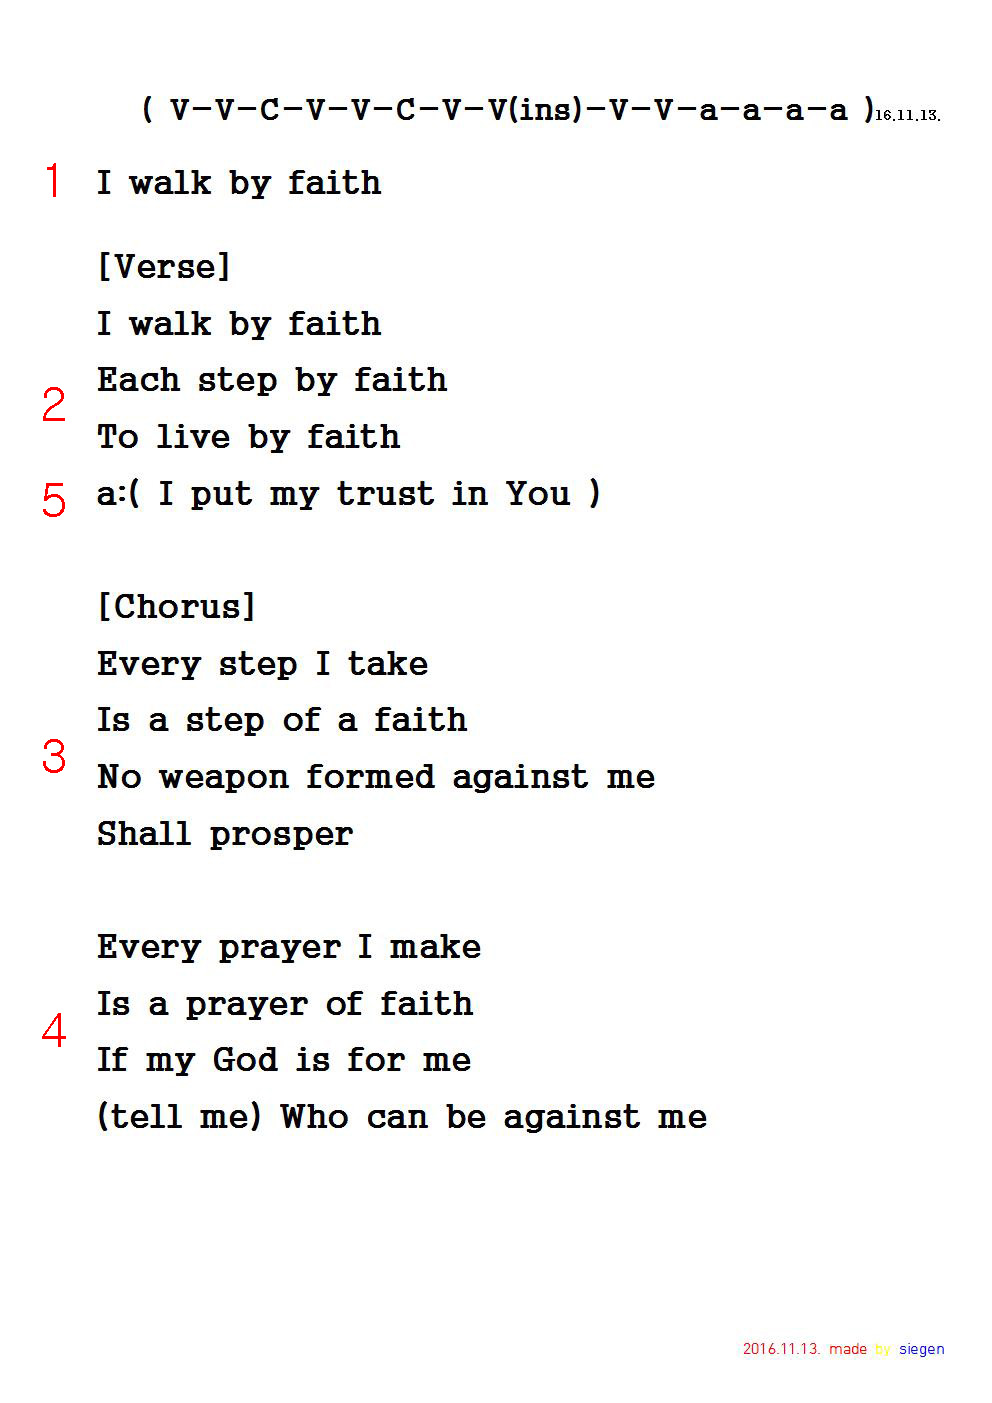 ( V-V-C-V-V-C-V-V(ins)-V-V-a-a-a-a )16.11.13.
1 I walk by faith
[Verse]
I walk by faith
2 Each step by faith
To live by faith
5 a:( I put my trust in You )
[Chorus]
Every step I take
Is a step of a faith
3 No weapon formed against me
Shall prosper
Every prayer I make
Is a prayer of faith
4 If my God is for me
(tell me) Who can be against me
2016.11.13. made by siegen